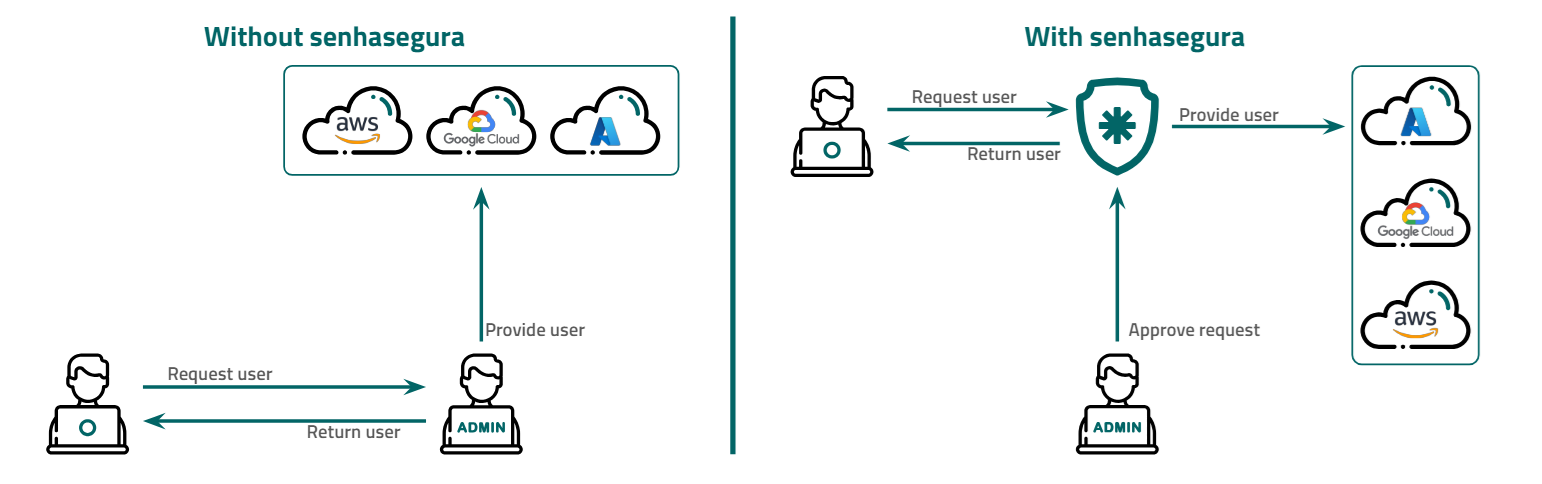 Without senhasegura
aws
Google Cloud
Provide user
Request user
Return user
ADMIN
With senhasegura
Request user
Return user
Provide user
Google Cloud
aws
Approve request
ADMIN